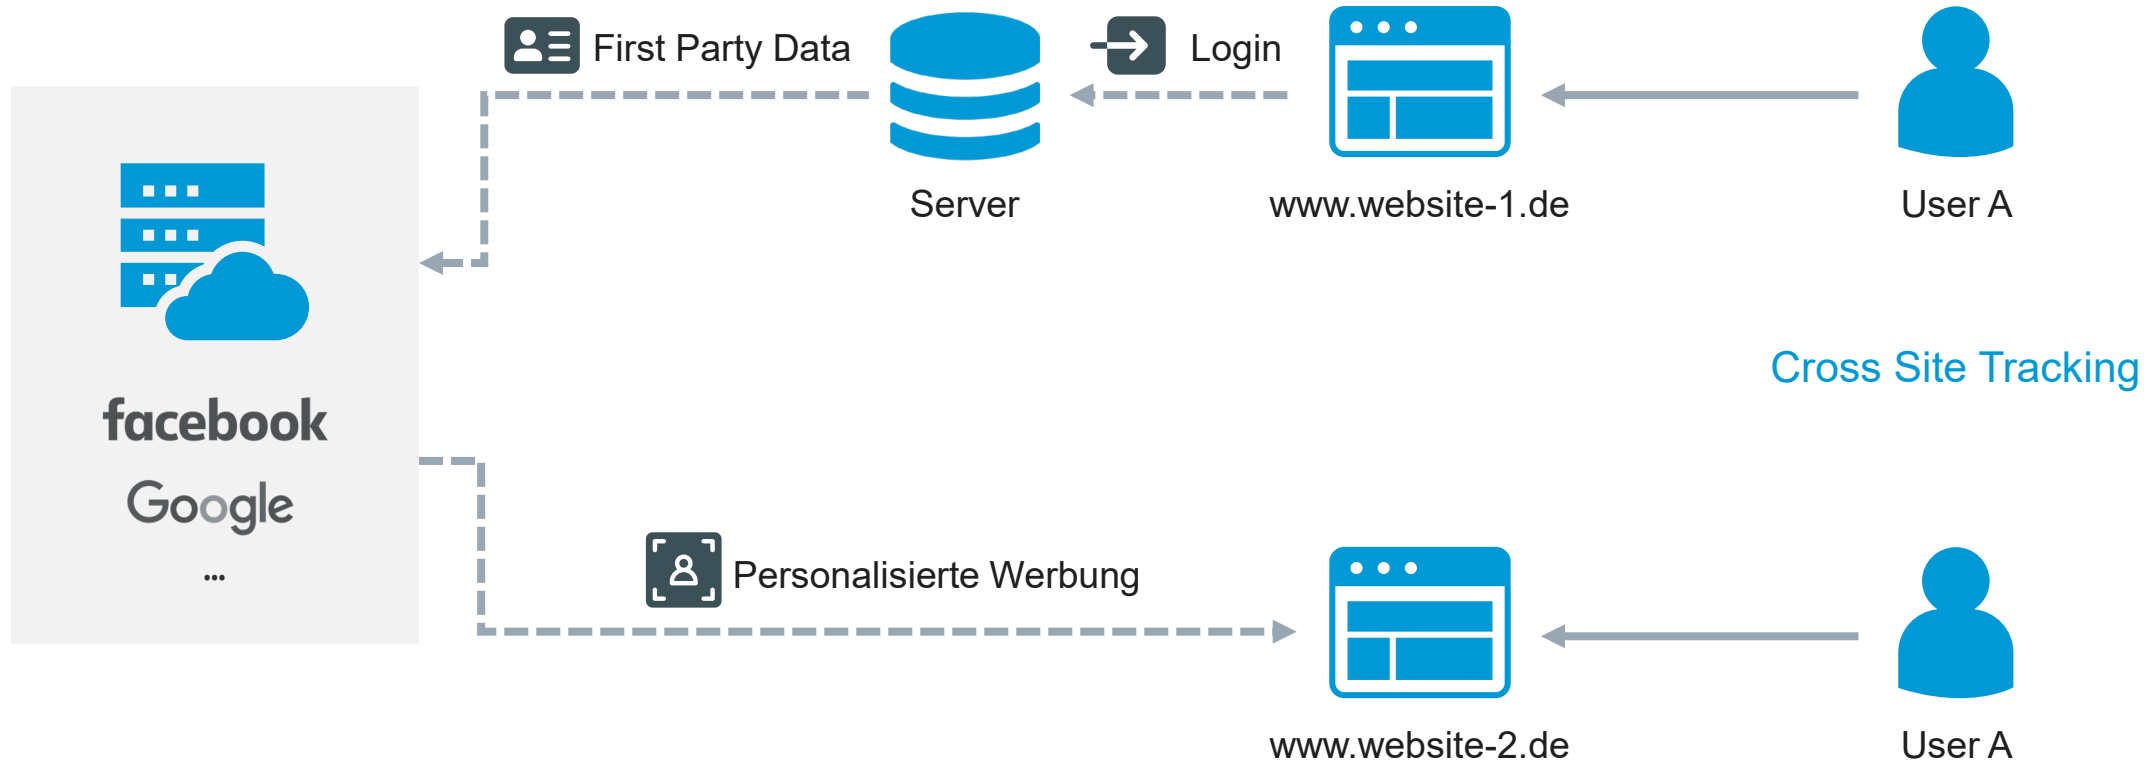 First Party Data
Login
Server
www.website-1.de
User A
Cross Site Tracking
facebook
Google
...
Personalisierte Werbung
www.website-2.de
User A